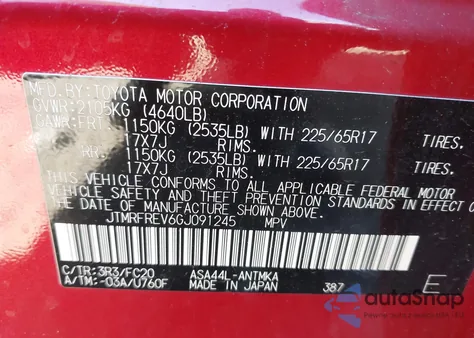 MFD.BY:TOYOTA MOTOR CORPORATION
GVWR:2105KG (4640LB)
GAWR:FRT. 1150KG (2535LB) WITH 225/65R17 TIRES.
17X7J RIMS.
RR. 1150KG (2535LB) WITH 225/65R17 TIRES.
17X7J RIMS.
THIS VEHICLE CONFORMS TO ALL APPLICABLE FEDERAL MOTOR
VEHICLE SAFETY AND THEFT PREVENTION STANDARDS IN EFFECT
ON THE DATE OF MANUFACTURE SHOWN ABOVE.
JTMRFREV6GJ091245 MPV
C/TR:3R3/FC20 ASA44L-ANTMKA
A/TM:-03A/U760F MADE IN JAPAN 387 E
autoSnap